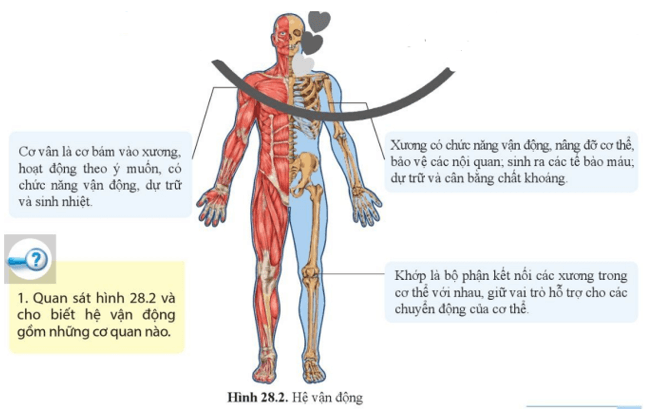 Cơ vân là cơ bám vào xương,
hoạt động theo ý muốn, có
chức năng vận động, dự trữ
và sinh nhiệt.
Xương có chức năng vận động, nâng đỡ cơ thể,
bảo vệ các nội quan; sinh ra các tế bào máu;
dự trữ và cân bằng chất khoáng.
?
1. Quan sát hình 28.2 và
cho biết hệ vận động
gồm những cơ quan nào.
Khớp là bộ phận kết nối các xương trong
cơ thể với nhau, giữ vai trò hỗ trợ cho các
chuyển động của cơ thể.
Hình 28.2. Hệ vận động